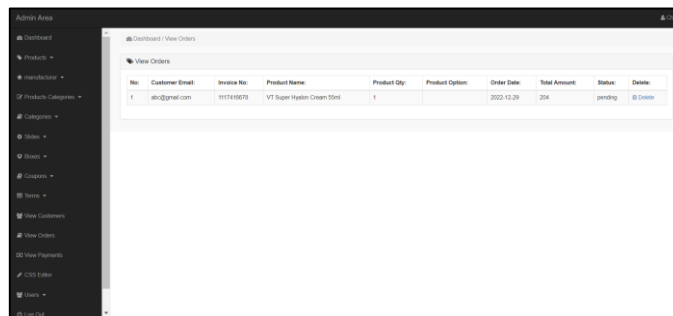 Admin Area
Dashboard
Products
manufacturer
Products Categories
Categories
Slides
Boxes
Coupons
Terms
View Customers
View Orders
View Payments
CSS Editor
Users
Log Out
Dashboard / View Orders
View Orders
No: Customer Email: Invoice No: Product Name: Product Qty: Product Option: Order Date: Total Amount: Status: Delete:
1 abc@gmail.com 1117416678 VT Super Hyalon Cream 55ml 1 2022-12-29 204 pending Delete